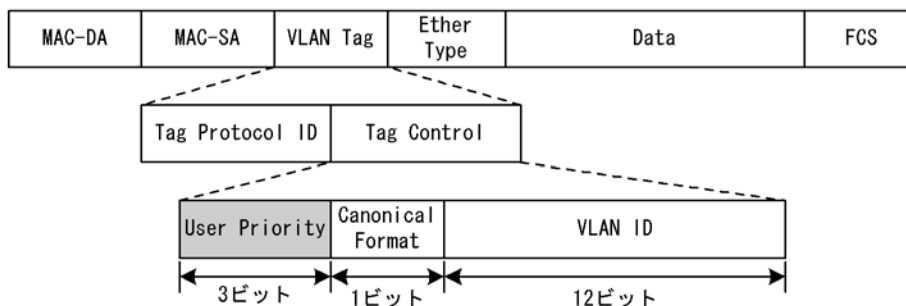 MAC-DA MAC-SA VLAN Tag Ether Type Data FCS
Tag Protocol ID Tag Control
User Priority Canonical Format VLAN ID
3ビット 1ビット 12ビット